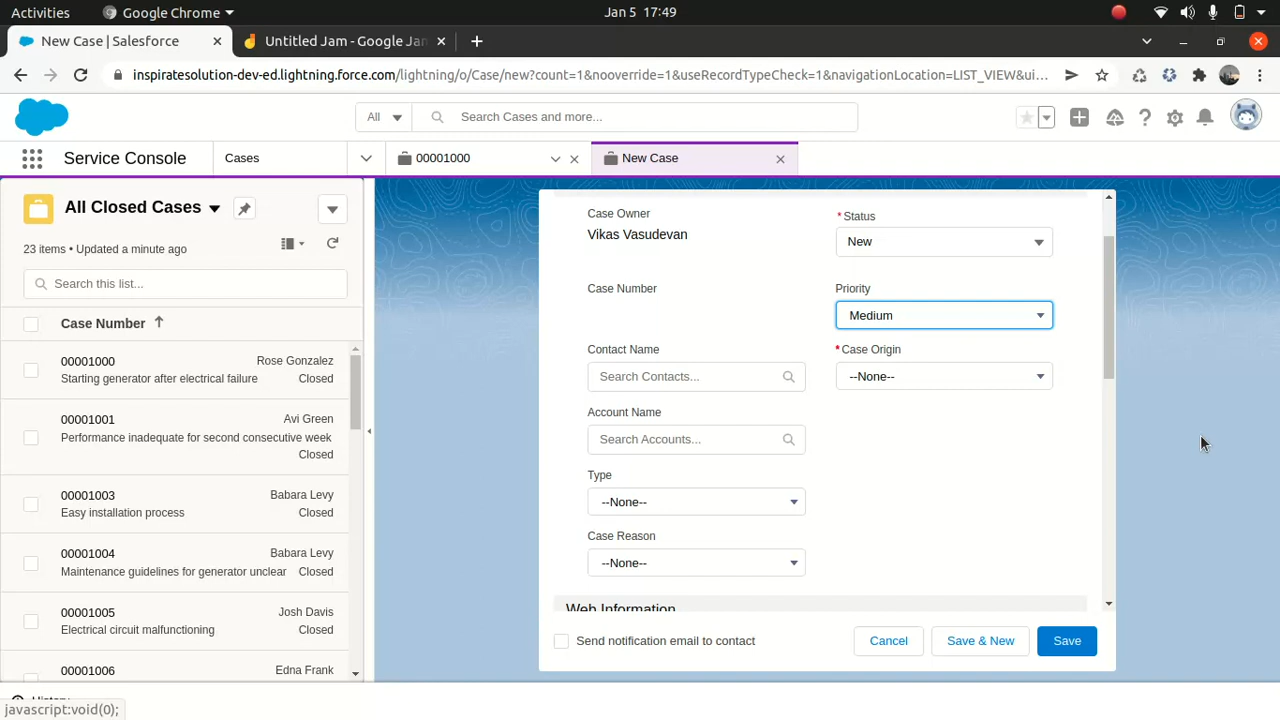 Activities
Google Chrome
Jan 5 17:49
New Case | Salesforce
Untitled Jam - Google Jam
inspiratesolution-dev-ed.lightning.force.com/lightning/o/Case/new?count=1&nooverride=1&useRecordTypeCheck=1&navigationLocation=LIST_VIEW&ui...
All
Search Cases and more...
Service Console
Cases
00001000
New Case
All Closed Cases
23 items • Updated a minute ago
Search this list...
Case Number
00001000 Rose Gonzalez
Starting generator after electrical failure Closed
00001001 Avi Green
Performance inadequate for second consecutive week
Closed
00001003 Babara Levy
Easy installation process Closed
00001004 Babara Levy
Maintenance guidelines for generator unclear Closed
00001005 Josh Davis
Electrical circuit malfunctioning Closed
00001006 Edna Frank
History
javascript:void(0);
Case Owner
Vikas Vasudevan
*Status
New
Case Number
Priority
Medium
Contact Name
Search Contacts...
*Case Origin
--None--
Account Name
Search Accounts...
Type
--None--
Case Reason
--None--
Web Information
Send notification email to contact
Cancel
Save & New
Save